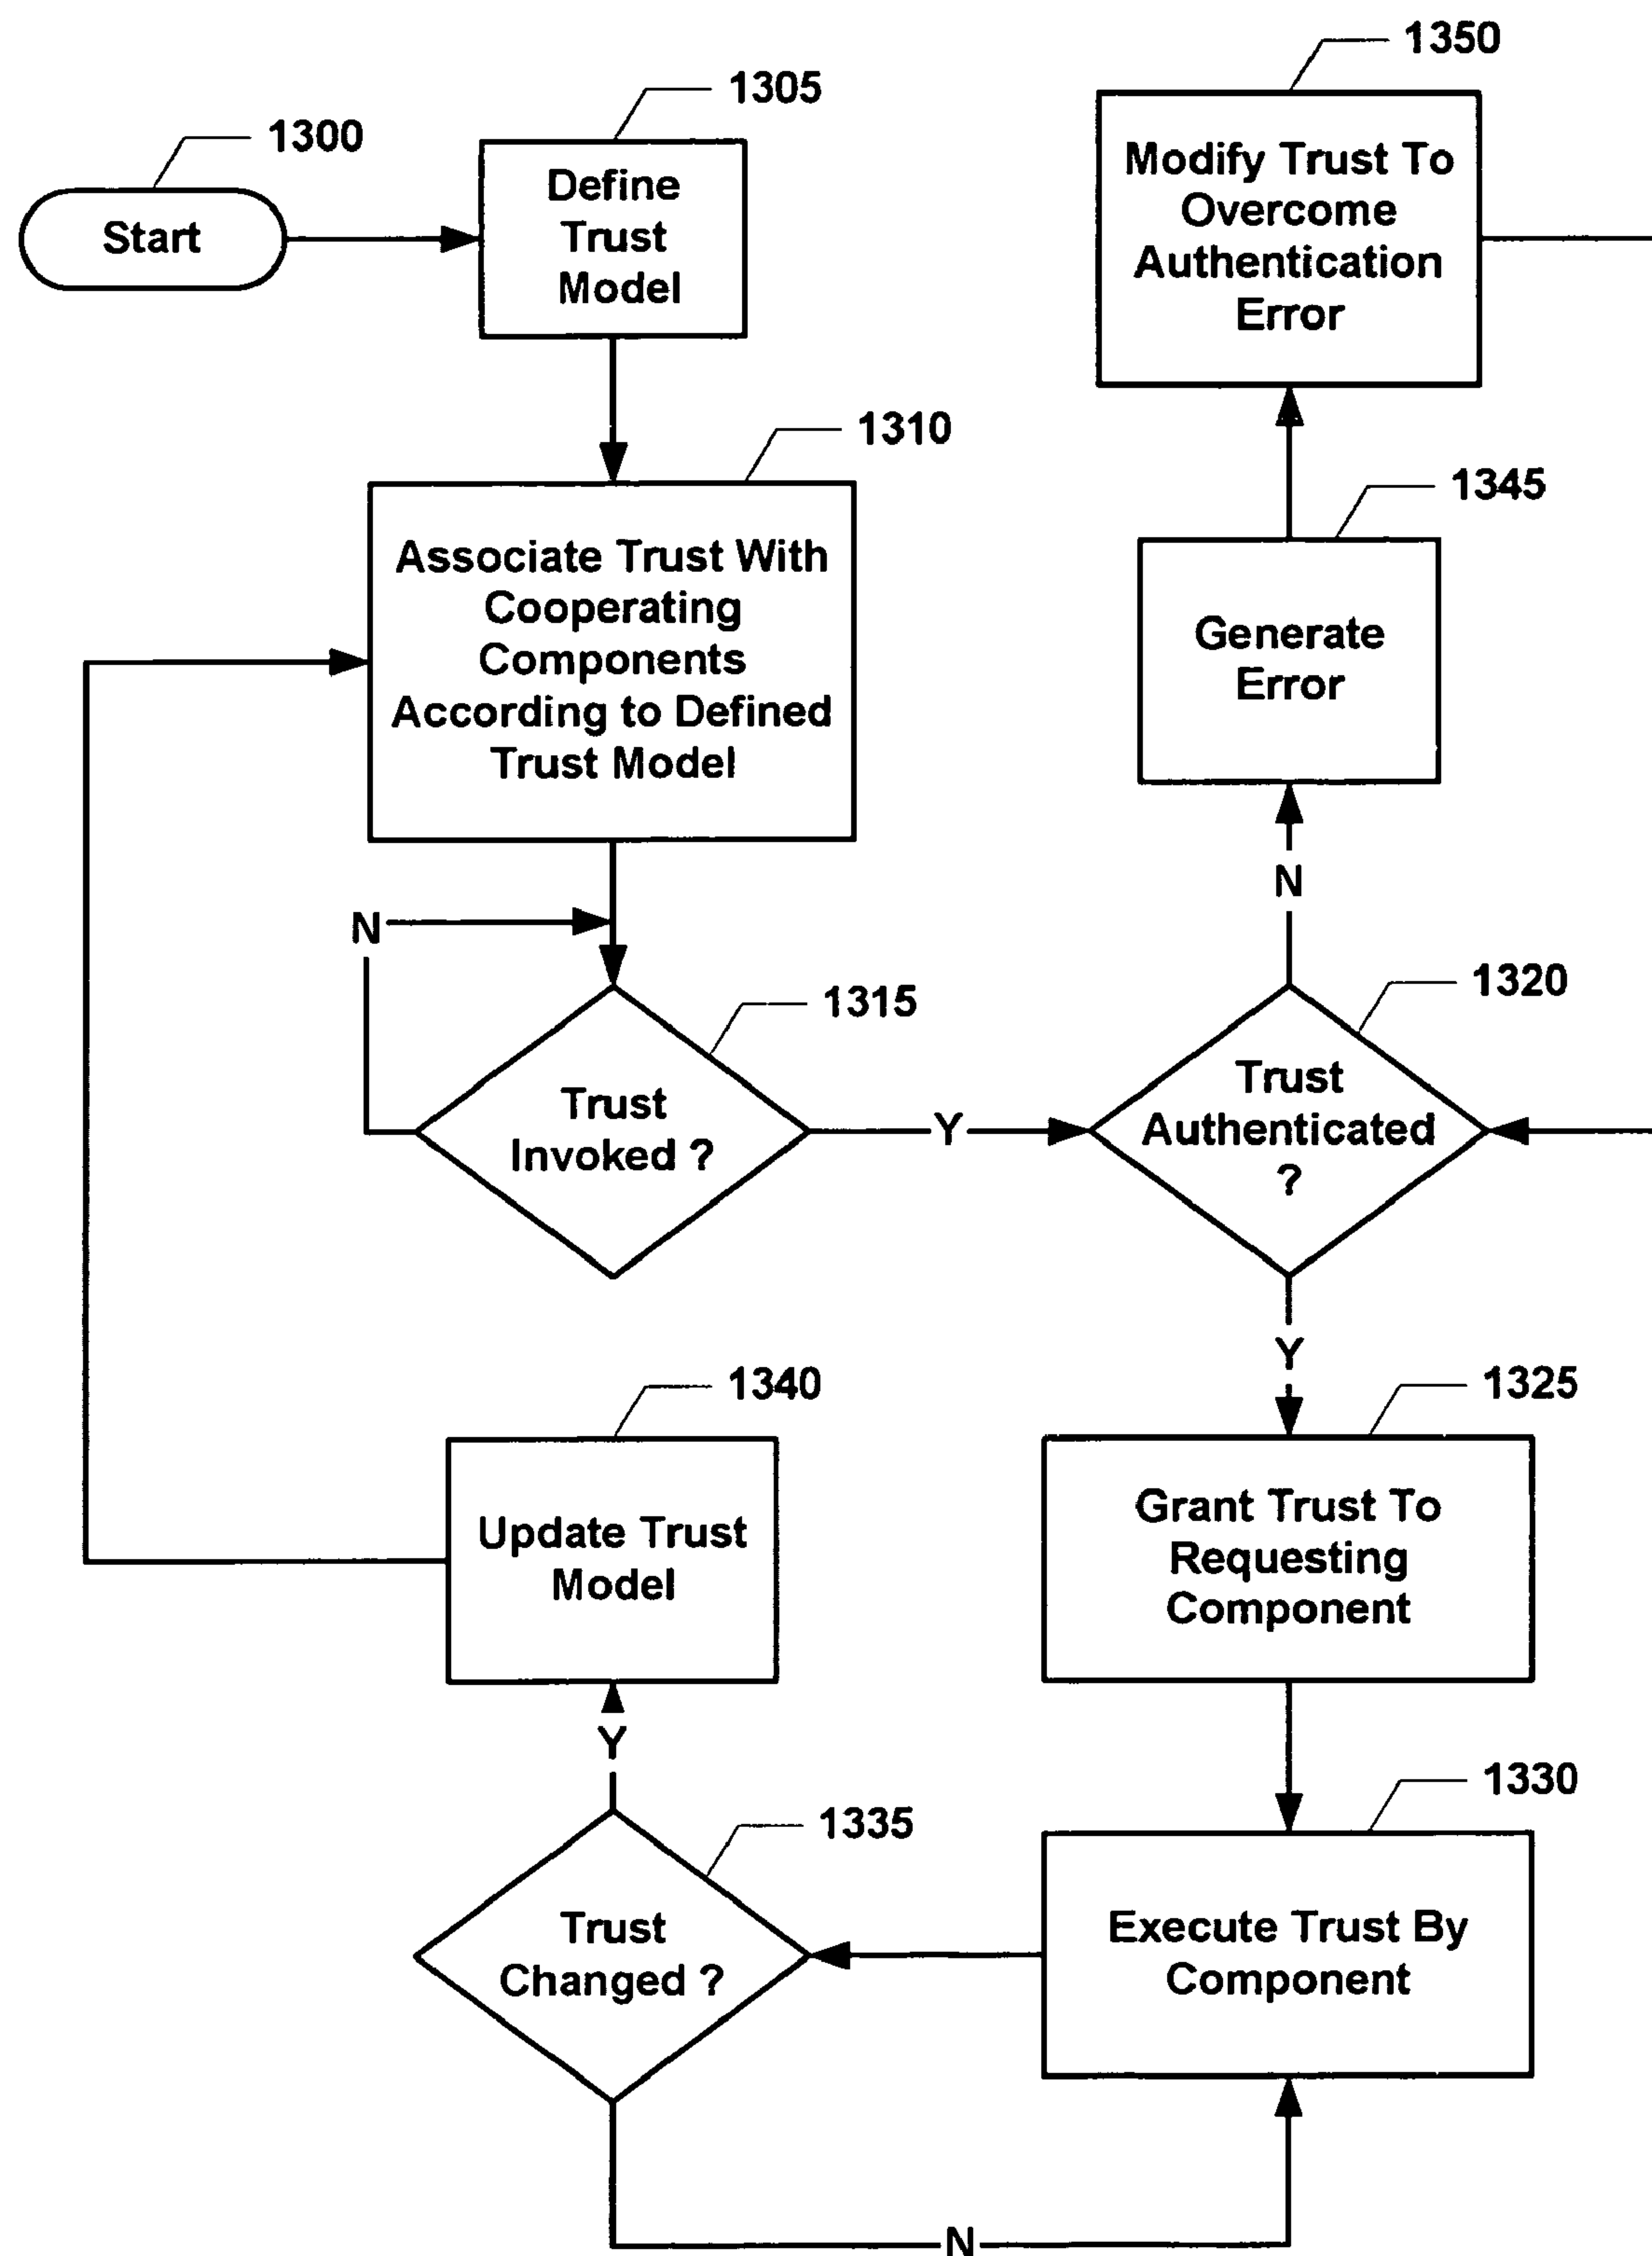 1300
Start
1305
Define
Trust
Model
1310
Associate Trust With
Cooperating
Components
According to Defined
Trust Model
N
1315
Trust
Invoked ?
Y
1350
Modify Trust To
Overcome
Authentication
Error
1345
Generate
Error
N
1320
Trust
Authenticated
?
Y
1325
Grant Trust To
Requesting
Component
1330
Execute Trust By
Component
1340
Update Trust
Model
Y
1335
Trust
Changed ?
N